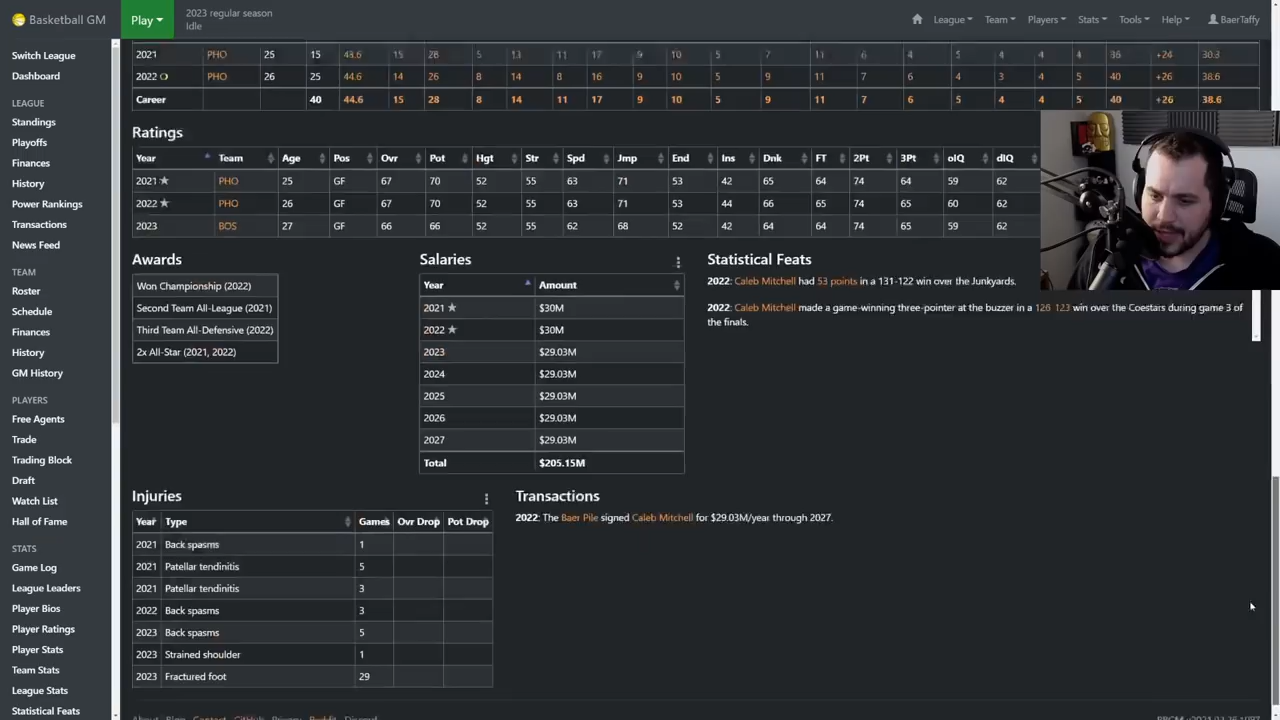 Basketball GM
Play
2023 regular season
Idle
League
Team
Players
Stats
Tools
Help
BaerTaffy
Switch League
Dashboard
LEAGUE
Standings
Playoffs
Finances
History
Power Rankings
Transactions
News Feed
TEAM
Roster
Schedule
Finances
History
GM History
PLAYERS
Free Agents
Trade
Trading Block
Draft
Watch List
Hall of Fame
STATS
Game Log
League Leaders
Player Bios
Player Ratings
Player Stats
Team Stats
League Stats
Statistical Feats
2021 PHO 25 15
2022 PHO 26 25 44.6 14 26 8 14 8 16 9 10 5 9 11 7 6 4 3 4 5 40 +26 38.6
Career 40 44.6 15 28 8 14 11 17 9 10 5 9 11 7 6 5 4 4 5 40 +26 38.6
Ratings
Year Team Age Pos Ovr Pot Hgt Str Spd Jmp End Ins Dnk FT 2Pt 3Pt oIQ dIQ
2021 PHO 25 GF 67 70 52 55 63 71 53 42 65 64 74 64 59 62
2022 PHO 26 GF 67 70 52 55 63 71 53 44 66 65 74 65 60 62
2023 BOS 27 GF 66 66 52 55 62 68 52 42 64 64 74 65 59 62
Awards
Won Championship (2022)
Second Team All-League (2021)
Third Team All-Defensive (2022)
2x All-Star (2021, 2022)
Salaries
Year Amount
2021 $30M
2022 $30M
2023 $29.03M
2024 $29.03M
2025 $29.03M
2026 $29.03M
2027 $29.03M
Total $205.15M
Statistical Feats
2022: Caleb Mitchell had 53 points in a 131-122 win over the Junkyards.
2022: Caleb Mitchell made a game-winning three-pointer at the buzzer in a 126-123 win over the Coestars during game 3 of
the finals.
Injuries
Year Type Games Ovr Drop Pot Drop
2021 Back spasms 1
2021 Patellar tendinitis 5
2021 Patellar tendinitis 3
2022 Back spasms 3
2023 Back spasms 5
2023 Strained shoulder 1
2023 Fractured foot 29
Transactions
2022: The Baer Pile signed Caleb Mitchell for $29.03M/year through 2027.